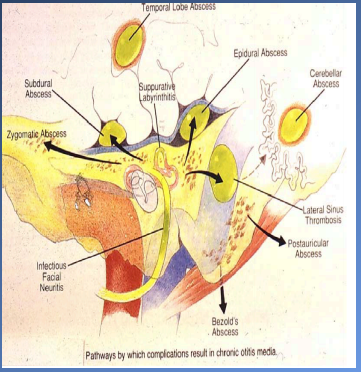 Temporal Lobe Abscess
Epidural Abscess
Cerebellar
Abscess
Subdural
Abscess
Suppurative
Labyrinthitis
Zygomatic Abscess
Lateral Sinus
Thrombosis
Postauricular
Abscess
Infectious
Facial
Neuritis
Bezold's
Abscess
Pathways by which complications result in chronic otitis media.